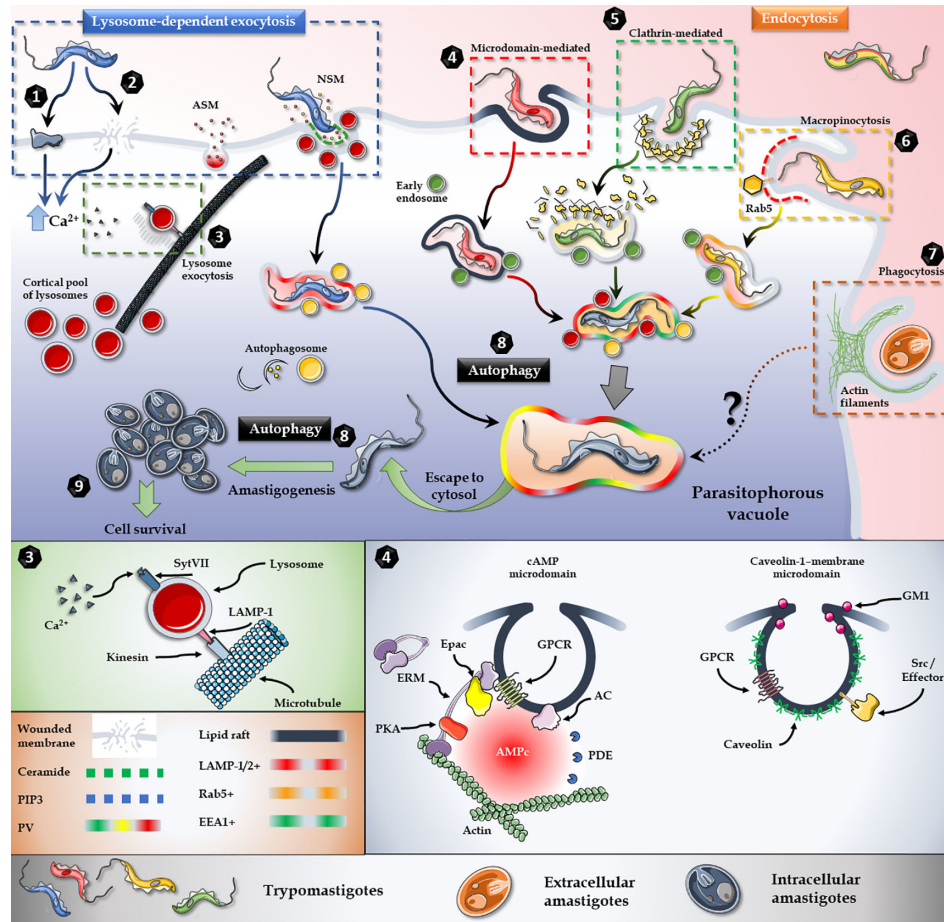 Lysosome-dependent exocytosis
Endocytosis
1
2
ASM
NSM
4
Microdomain-mediated
5
Clathrin-mediated
Macropinocytosis
6
Rab5
Early
endosome
Ca²⁺
3
Lysosome
exocytosis
Cortical pool
of lysosomes
7
Phagocytosis
Actin
filaments
Autophagosome
8
Autophagy
?
Autophagy
8
9
Amastigogenesis
Escape to
cytosol
Parasitophorous
vacuole
Cell survival
3
SytVII
Lysosome
Ca²⁺
LAMP-1
Kinesin
Microtubule
4
cAMP
microdomain
Caveolin-1–membrane
microdomain
GM1
Epac
GPCR
ERM
AC
PKA
AMPc
PDE
Actin
GPCR
Src/
Effector
Caveolin
Wounded
membrane
Ceramide
PIP3
PV
Lipid raft
LAMP-1/2+
Rab5+
EEA1+
Trypomastigotes
Extracellular
amastigotes
Intracellular
amastigotes